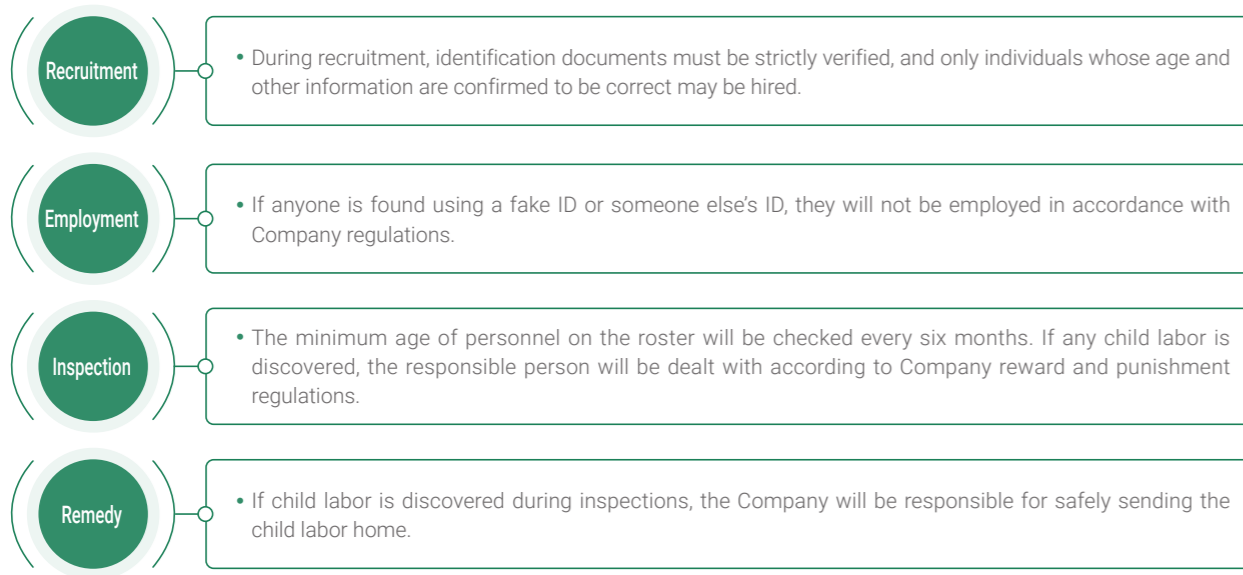 Recruitment
• During recruitment, identification documents must be strictly verified, and only individuals whose age and
other information are confirmed to be correct may be hired.
Employment
• If anyone is found using a fake ID or someone else’s ID, they will not be employed in accordance with
Company regulations.
Inspection
• The minimum age of personnel on the roster will be checked every six months. If any child labor is
discovered, the responsible person will be dealt with according to Company reward and punishment
regulations.
Remedy
• If child labor is discovered during inspections, the Company will be responsible for safely sending the
child labor home.